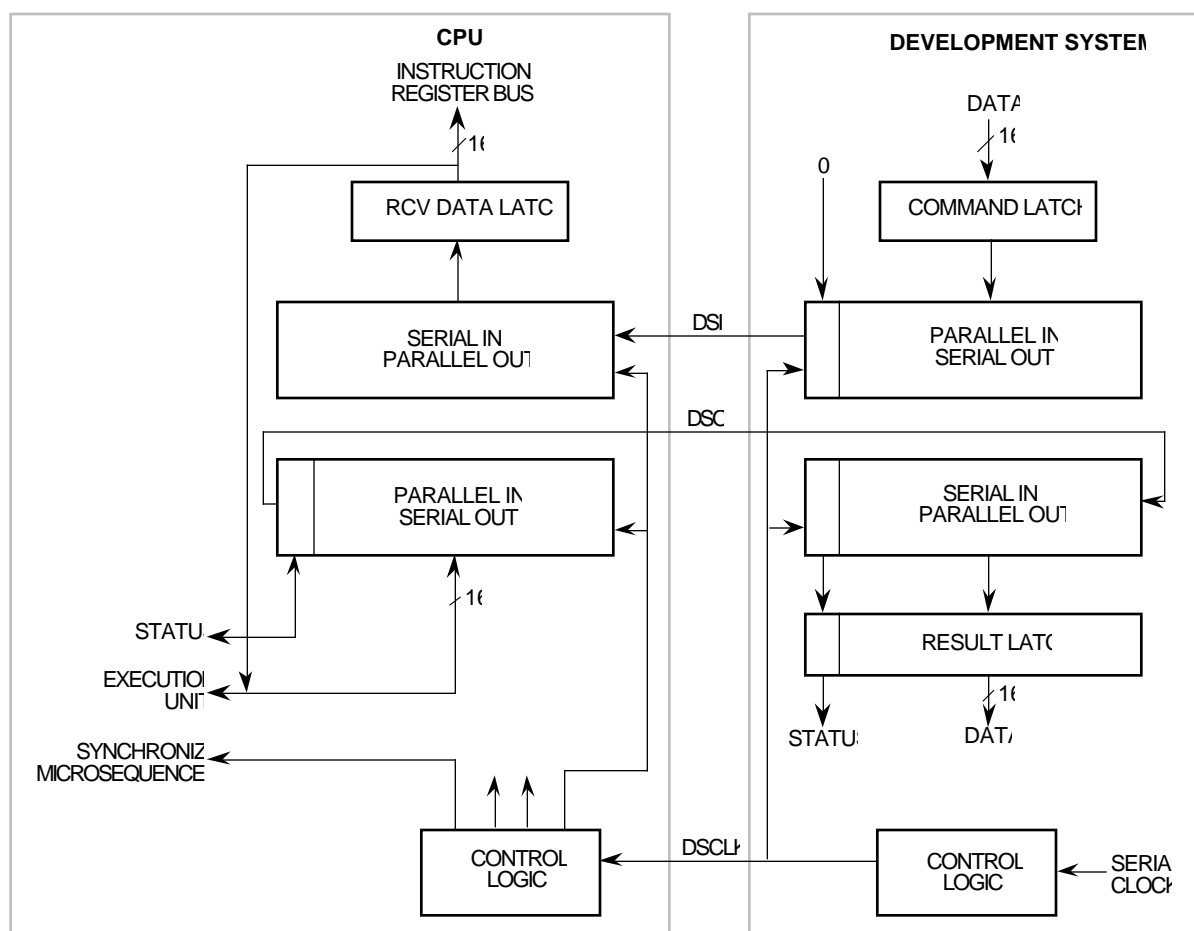 CPU
INSTRUCTION
REGISTER BUS
16
RCV DATA LATC
SERIAL IN
PARALLEL OUT
PARALLEL IN
SERIAL OUT
16
STATU
EXECUTION
UNIT
SYNCHRONIZ
MICROSEQUENCE
CONTROL
LOGIC
DSI
DSO
DSCLK
DEVELOPMENT SYSTEM
DATA
16
0
COMMAND LATCH
PARALLEL IN
SERIAL OUT
SERIAL IN
PARALLEL OUT
RESULT LATC
16
STATUS
DATA
CONTROL
LOGIC
SERIA
CLOCK